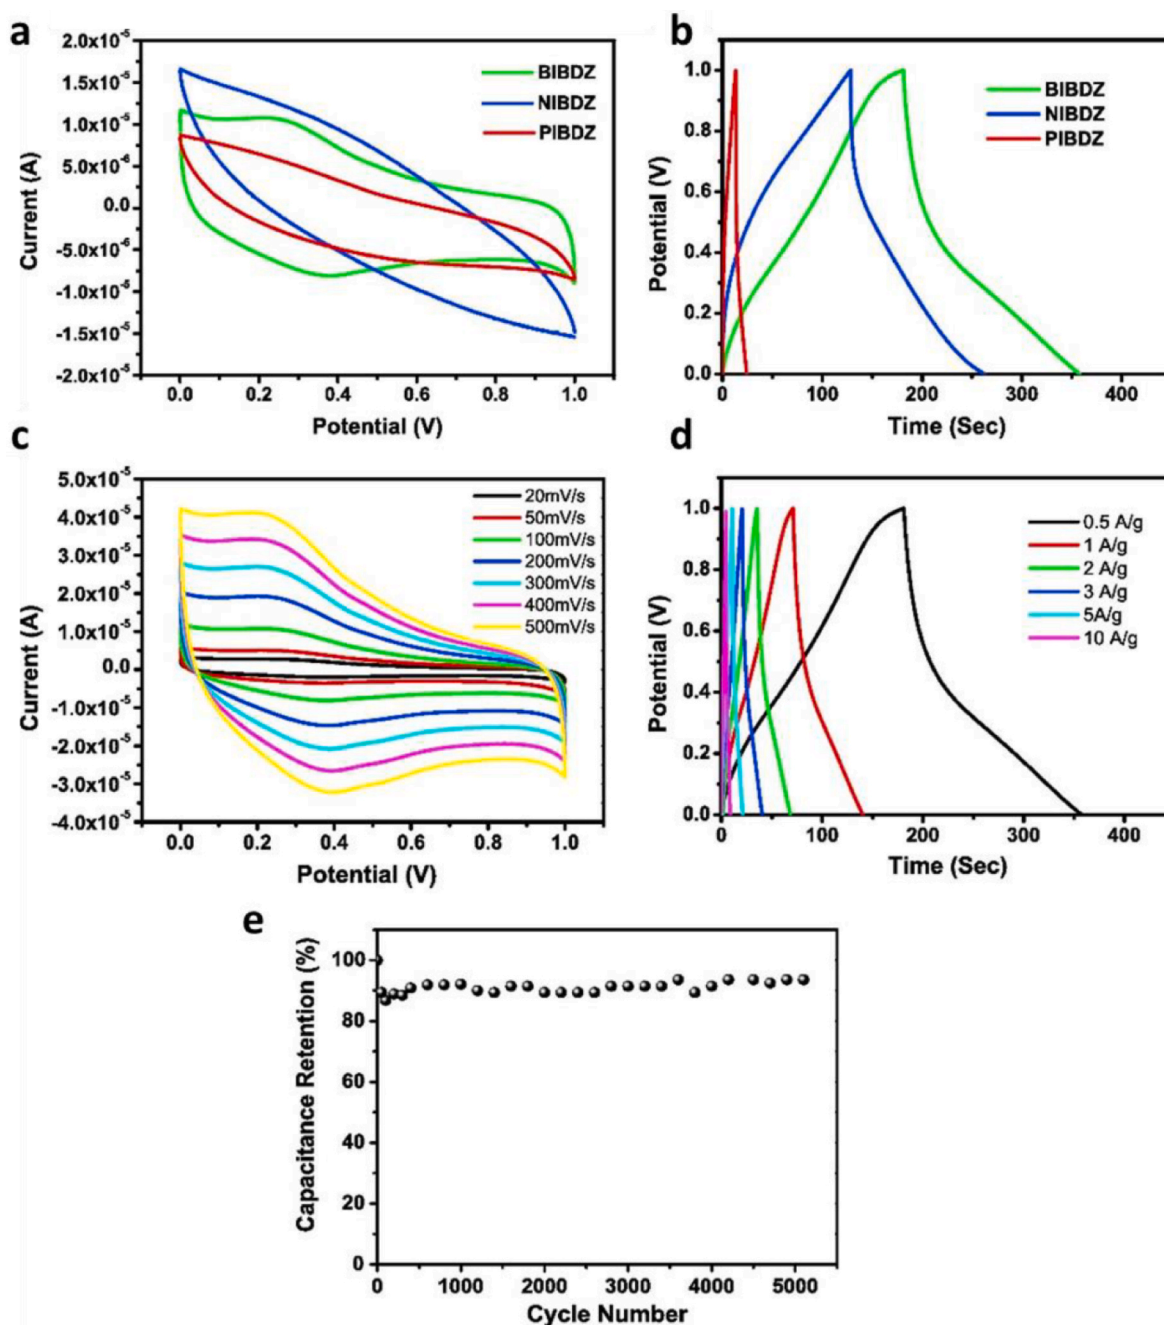 a
2.0x10⁻⁵
1.5x10⁻⁵
1.0x10⁻⁵
5.0x10⁻⁶
0.0
-5.0x10⁻⁶
-1.0x10⁻⁵
-1.5x10⁻⁵
-2.0x10⁻⁵
Current (A)
BIBDZ
NIBDZ
PIBDZ
0.0 0.2 0.4 0.6 0.8 1.0
Potential (V)
b
1.0
0.8
0.6
0.4
0.2
0.0
Potential (V)
BIBDZ
NIBDZ
PIBDZ
0 100 200 300 400
Time (Sec)
c
5.0x10⁻⁵
4.0x10⁻⁵
3.0x10⁻⁵
2.0x10⁻⁵
1.0x10⁻⁵
0.0
-1.0x10⁻⁵
-2.0x10⁻⁵
-3.0x10⁻⁵
-4.0x10⁻⁵
Current (A)
20mV/s
50mV/s
100mV/s
200mV/s
300mV/s
400mV/s
500mV/s
0.0 0.2 0.4 0.6 0.8 1.0
Potential (V)
d
1.0
0.8
0.6
0.4
0.2
0.0
Potential (V)
0.5 A/g
1 A/g
2 A/g
3 A/g
5A/g
10 A/g
0 100 200 300 400
Time (Sec)
e
100
80
60
40
20
0
Capacitance Retention (%)
0 1000 2000 3000 4000 5000
Cycle Number